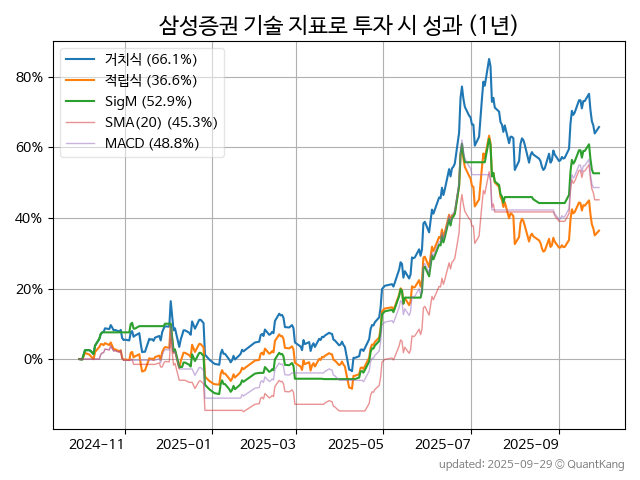 삼성증권 기술 지표로 투자 시 성과 (1년)
거치식 (66.1%)
적립식 (36.6%)
SigM (52.9%)
SMA(20) (45.3%)
MACD (48.8%)
80%
60%
40%
20%
0%
2024-11 2025-01 2025-03 2025-05 2025-07 2025-09
updated: 2025-09-29 © QuantKang